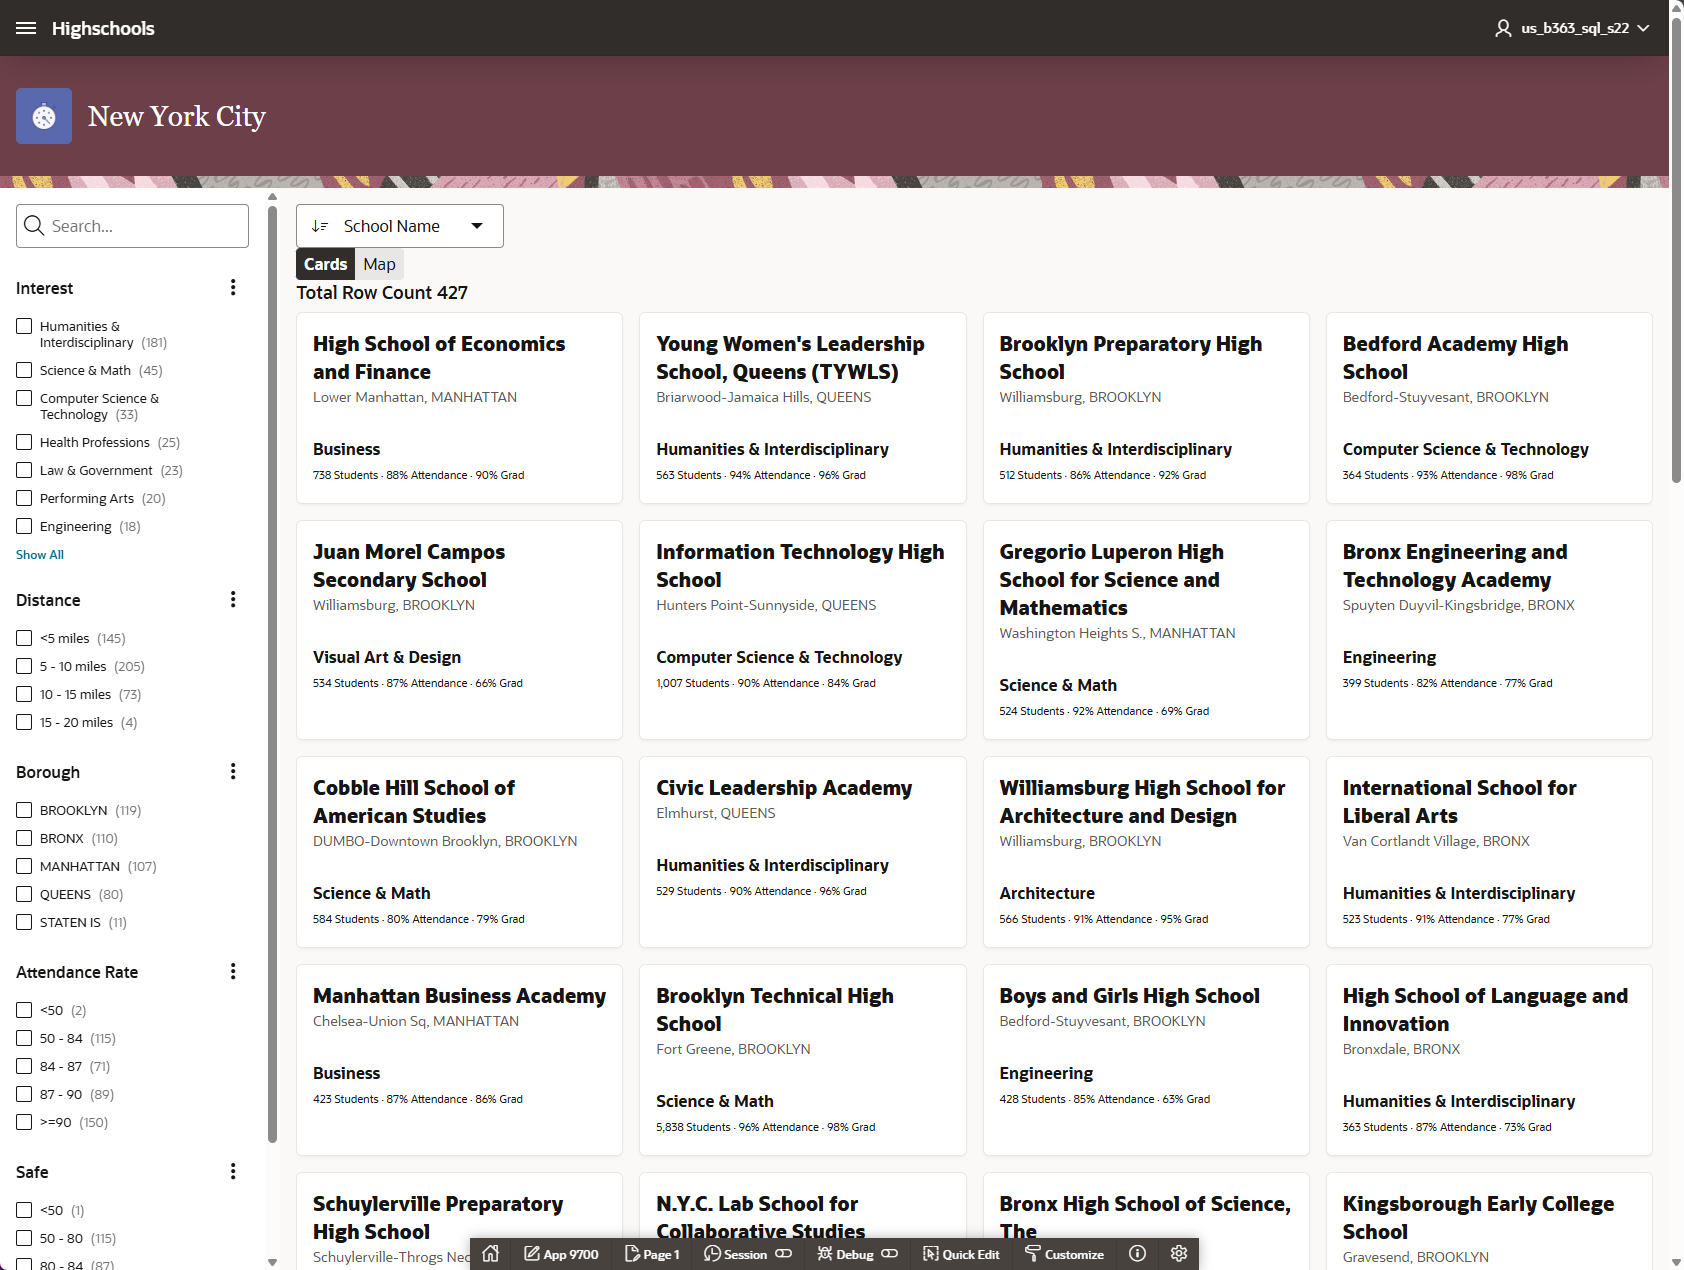 Highschools
us_b363_sql_s22
New York City
Search...
Interest
Humanities &
Interdisciplinary (181)
Science & Math (45)
Computer Science &
Technology (33)
Health Professions (25)
Law & Government (23)
Performing Arts (20)
Engineering (18)
Show All
Distance
<5 miles (145)
5 - 10 miles (205)
10 - 15 miles (73)
15 - 20 miles (4)
Borough
BROOKLYN (119)
BRONX (110)
MANHATTAN (107)
QUEENS (80)
STATEN IS (11)
Attendance Rate
<50 (2)
50 - 84 (115)
84 - 87 (71)
87 - 90 (89)
>=90 (150)
Safe
<50 (1)
50 - 80 (115)
80 - 84 (87)
School Name
Cards Map
Total Row Count 427
High School of Economics
and Finance
Lower Manhattan, MANHATTAN
Business
738 Students · 88% Attendance · 90% Grad
Young Women's Leadership
School, Queens (TYWLS)
Briarwood-Jamaica Hills, QUEENS
Humanities & Interdisciplinary
563 Students · 94% Attendance · 96% Grad
Brooklyn Preparatory High
School
Williamsburg, BROOKLYN
Humanities & Interdisciplinary
512 Students · 86% Attendance · 92% Grad
Bedford Academy High
School
Bedford-Stuyvesant, BROOKLYN
Computer Science & Technology
364 Students · 93% Attendance · 98% Grad
Juan Morel Campos
Secondary School
Williamsburg, BROOKLYN
Visual Art & Design
534 Students · 87% Attendance · 66% Grad
Information Technology High
School
Hunters Point-Sunnyside, QUEENS
Computer Science & Technology
1,007 Students · 90% Attendance · 84% Grad
Gregorio Luperon High
School for Science and
Mathematics
Washington Heights S., MANHATTAN
Science & Math
524 Students · 92% Attendance · 69% Grad
Bronx Engineering and
Technology Academy
Spuyten Duyvil-Kingsbridge, BRONX
Engineering
399 Students · 82% Attendance · 77% Grad
Cobble Hill School of
American Studies
DUMBO-Downtown Brooklyn, BROOKLYN
Science & Math
584 Students · 80% Attendance · 79% Grad
Civic Leadership Academy
Elmhurst, QUEENS
Humanities & Interdisciplinary
529 Students · 90% Attendance · 96% Grad
Williamsburg High School for
Architecture and Design
Williamsburg, BROOKLYN
Architecture
566 Students · 91% Attendance · 95% Grad
International School for
Liberal Arts
Van Cortlandt Village, BRONX
Humanities & Interdisciplinary
523 Students · 91% Attendance · 77% Grad
Manhattan Business Academy
Chelsea-Union Sq, MANHATTAN
Business
423 Students · 87% Attendance · 86% Grad
Brooklyn Technical High
School
Fort Greene, BROOKLYN
Science & Math
5,838 Students · 96% Attendance · 98% Grad
Boys and Girls High School
Bedford-Stuyvesant, BROOKLYN
Engineering
428 Students · 85% Attendance · 63% Grad
High School of Language and
Innovation
Bronxdale, BRONX
Humanities & Interdisciplinary
363 Students · 87% Attendance · 73% Grad
Schuylerville Preparatory
High School
Schuylerville-Throgs Nec
N.Y.C. Lab School for
Collaborative Studies
Bronx High School of Science,
The
Kingsborough Early College
School
Gravesend, BROOKLYN
App 9700 Page 1 Session Debug Quick Edit Customize